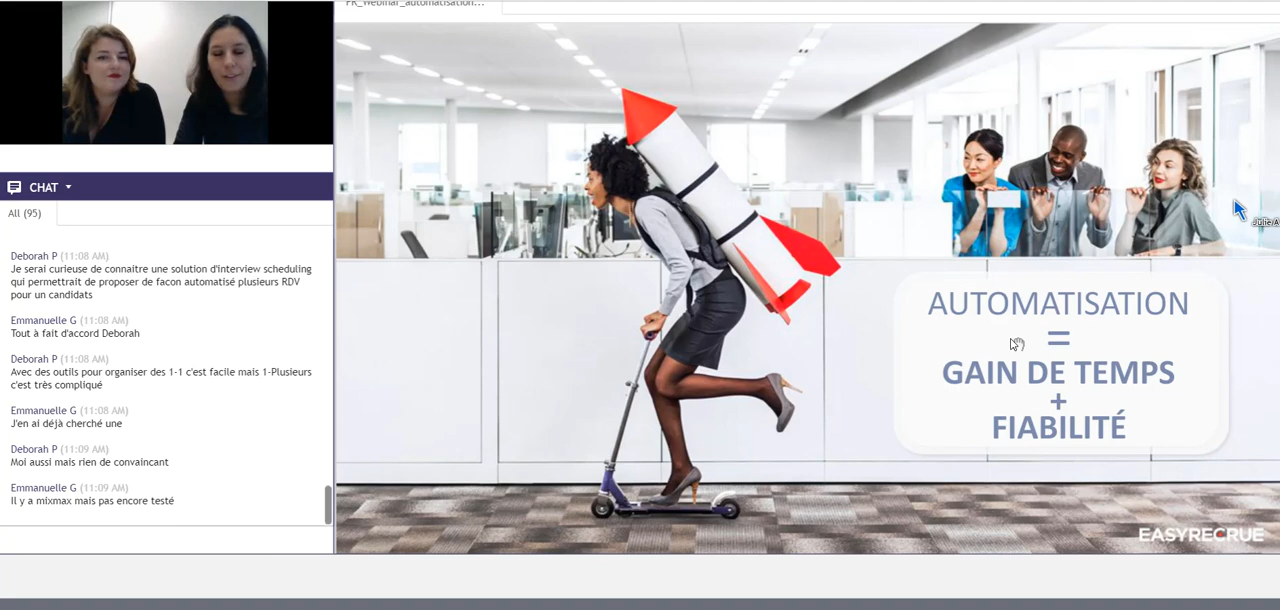 FR_Webinar_automatisation...
CHAT
All (95)
Deborah P (11:08 AM)
Je serai curieuse de connaitre une solution d'interview scheduling
qui permettrait de proposer de facon automatisé plusieurs RDV
pour un candidats
Emmanuelle G (11:08 AM)
Tout à fait d'accord Deborah
Deborah P (11:08 AM)
Avec des outils pour organiser des 1-1 c'est facile mais 1-Plusieurs
c'est très compliqué
Emmanuelle G (11:08 AM)
J'en ai déjà cherché une
Deborah P (11:09 AM)
Moi aussi mais rien de convaincant
Emmanuelle G (11:09 AM)
Il y a mixmax mais pas encore testé
Julie A
AUTOMATISATION
=
GAIN DE TEMPS
+
FIABILITÉ
EASYRECRUE